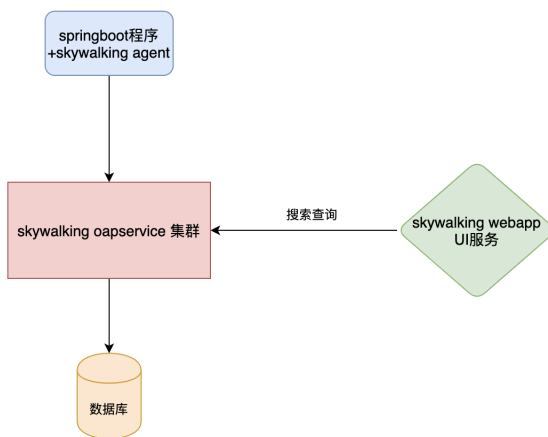 springboot程序
+skywalking agent
skywalking oapservice 集群
搜索查询
skywalking webapp
UI服务
数据库